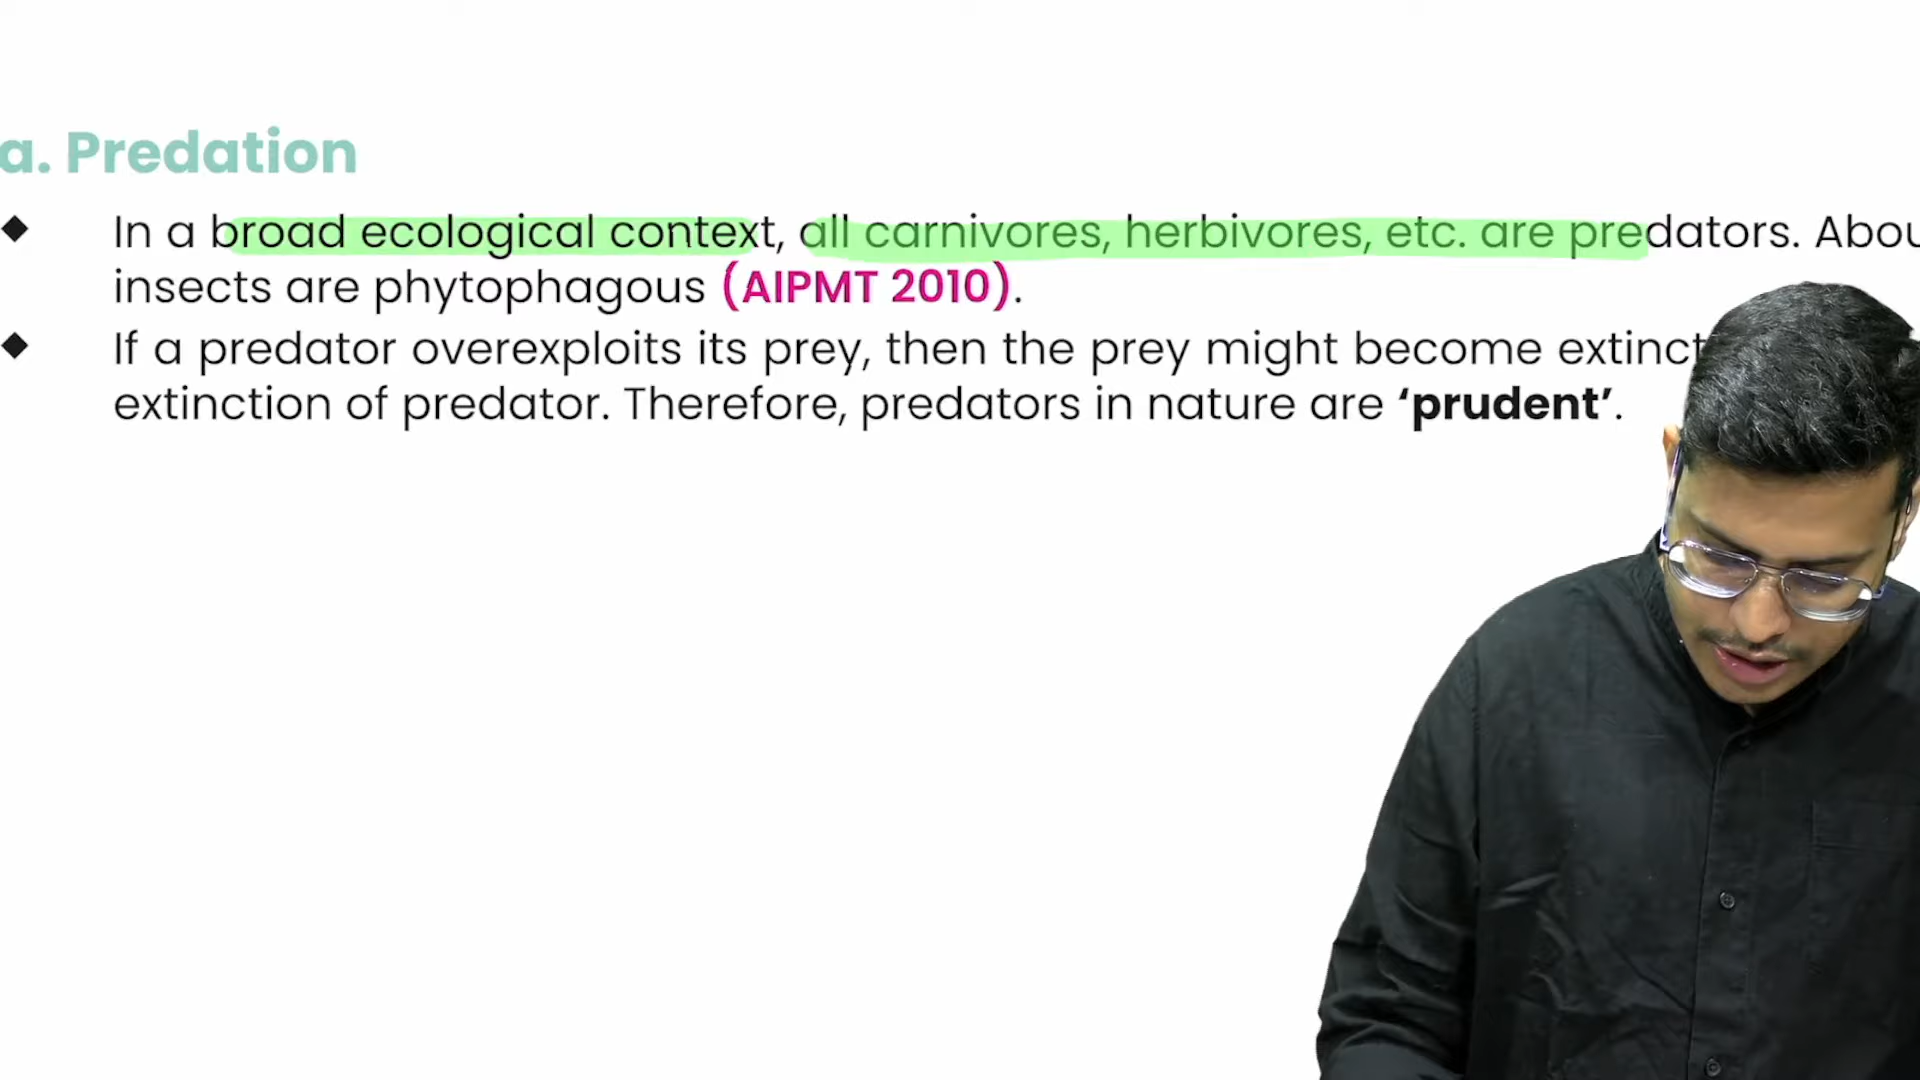 a. Predation
◆ In a broad ecological context, all carnivores, herbivores, etc. are predators.
insects are phytophagous (AIPMT 2010).
◆ If a predator overexploits its prey, then the prey might become extinct
extinction of predator. Therefore, predators in nature are ‘prudent’.